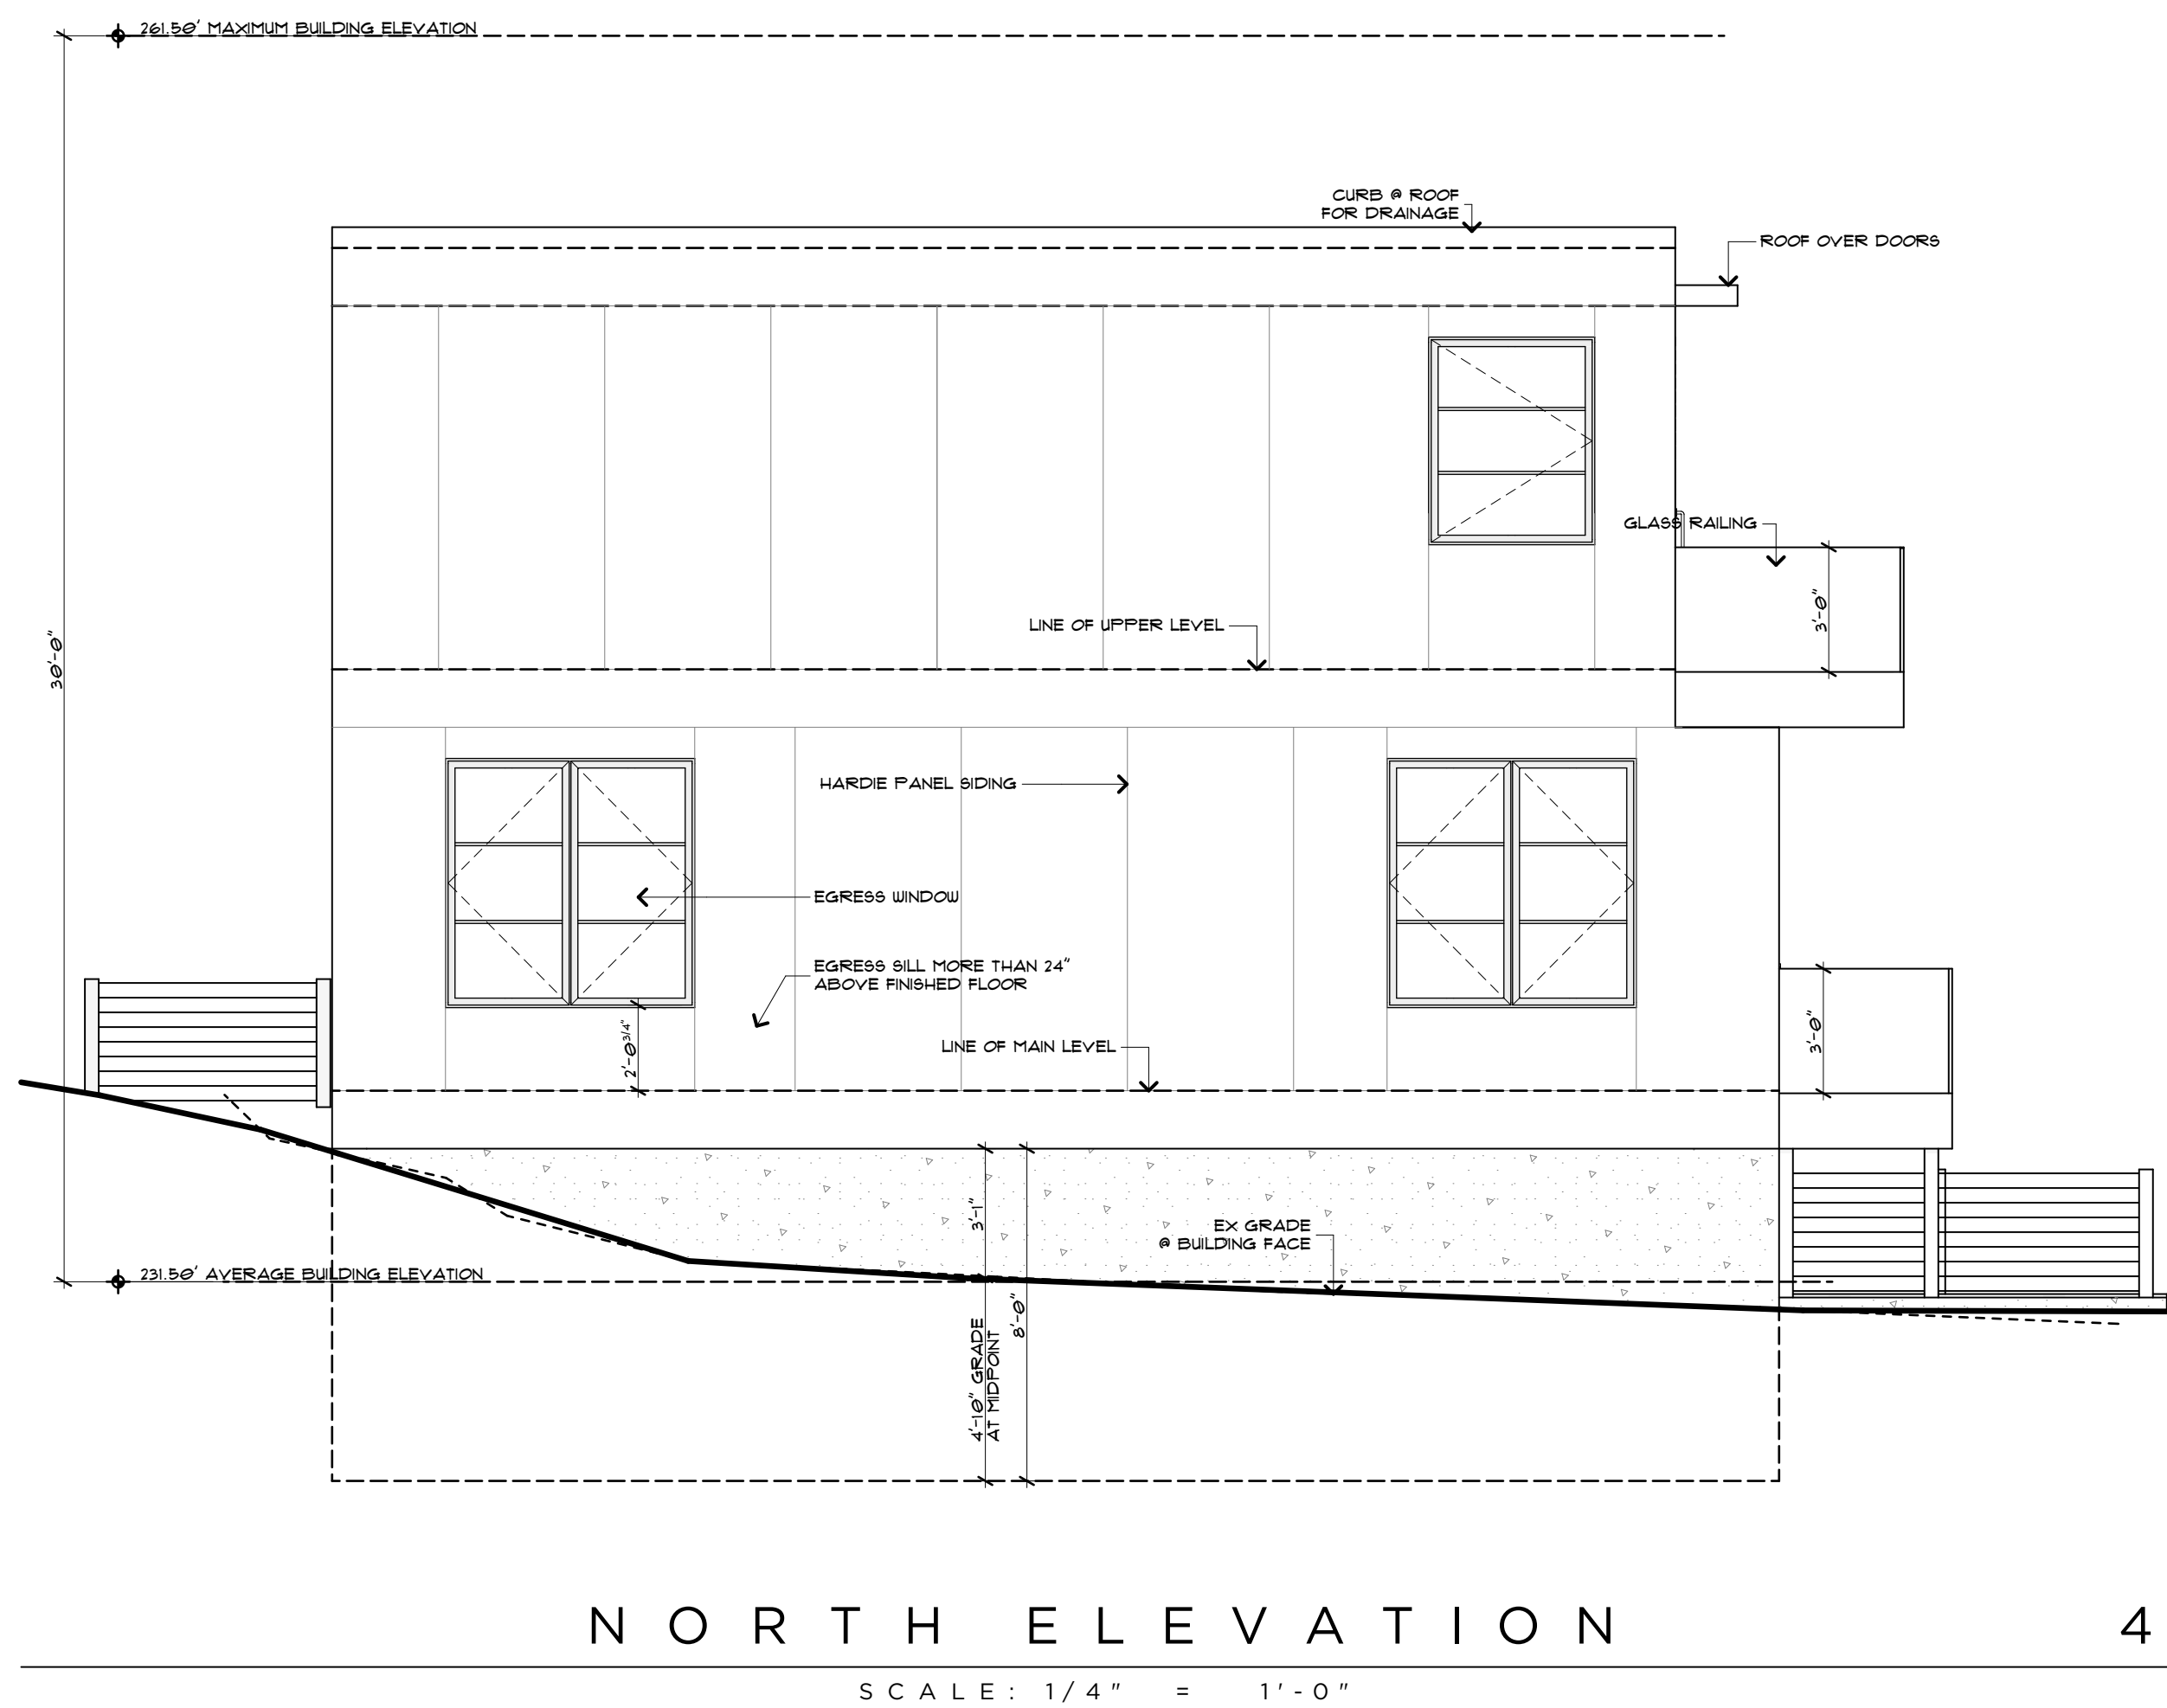 261.50' MAXIMUM BUILDING ELEVATION
CURB @ ROOF
FOR DRAINAGE
ROOF OVER DOORS
GLASS RAILING
3'-0"
30'-0"
LINE OF UPPER LEVEL
HARDIE PANEL SIDING
EGRESS WINDOW
EGRESS SILL MORE THAN 24"
ABOVE FINISHED FLOOR
2'-0 3/4"
LINE OF MAIN LEVEL
3'-0"
3'-1"
EX GRADE
@ BUILDING FACE
231.50' AVERAGE BUILDING ELEVATION
8'-0"
4'-10" GRADE
AT MIDPOINT
NORTH ELEVATION 4
SCALE: 1/4" = 1'-0"